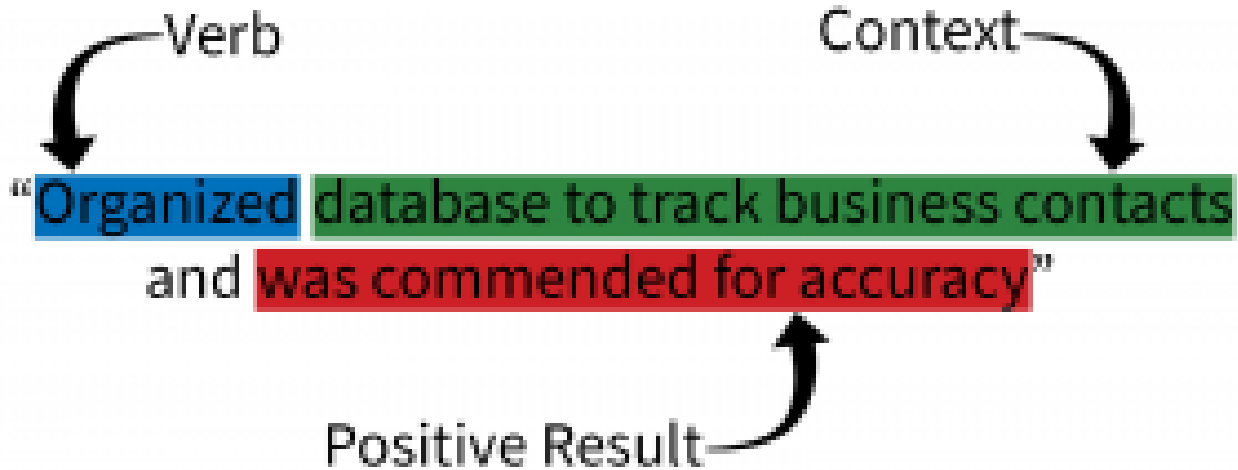 Verb
Context
“Organized database to track business contacts
and was commended for accuracy”
Positive Result